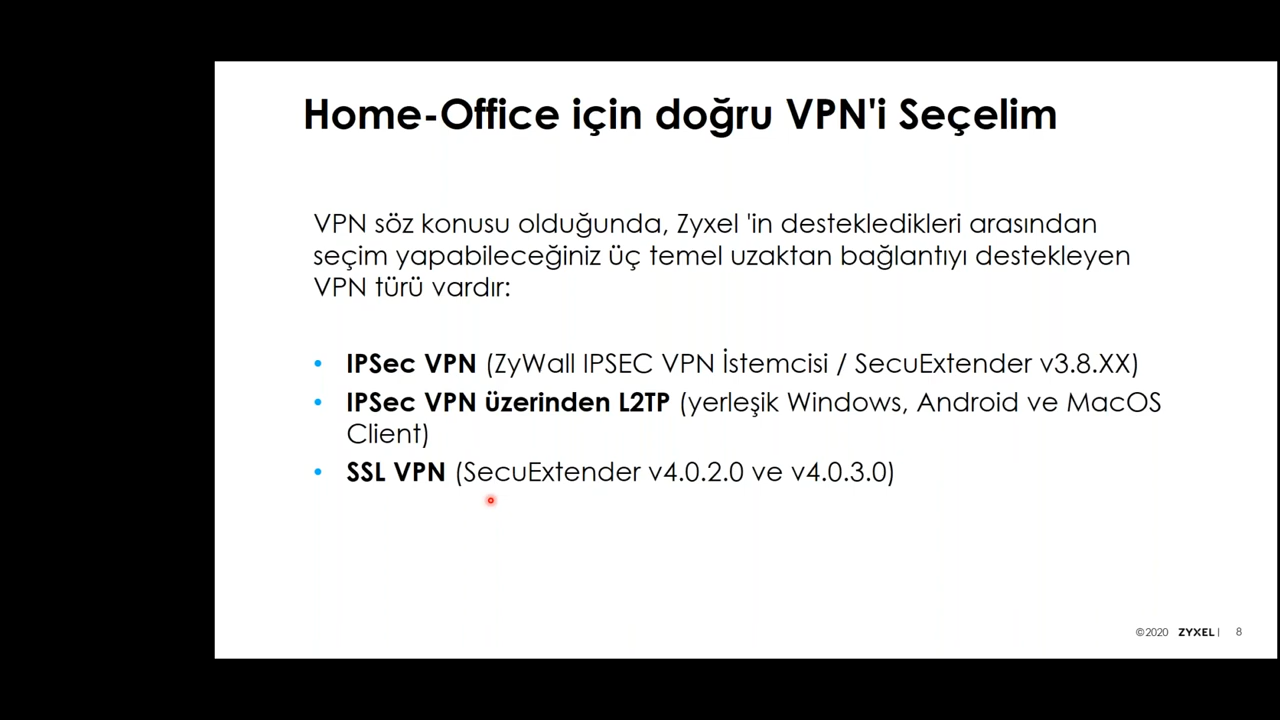 Home-Office için doğru VPN'i Seçelim
VPN söz konusu olduğunda, Zyxel 'in destekledikleri arasından
seçim yapabileceğiniz üç temel uzaktan bağlantıyı destekleyen
VPN türü vardır:
• IPSec VPN (ZyWall IPSEC VPN İstemcisi / SecuExtender v3.8.XX)
• IPSec VPN üzerinden L2TP (yerleşik Windows, Android ve MacOS
Client)
• SSL VPN (SecuExtender v4.0.2.0 ve v4.0.3.0)
©2020 ZYXEL | 8